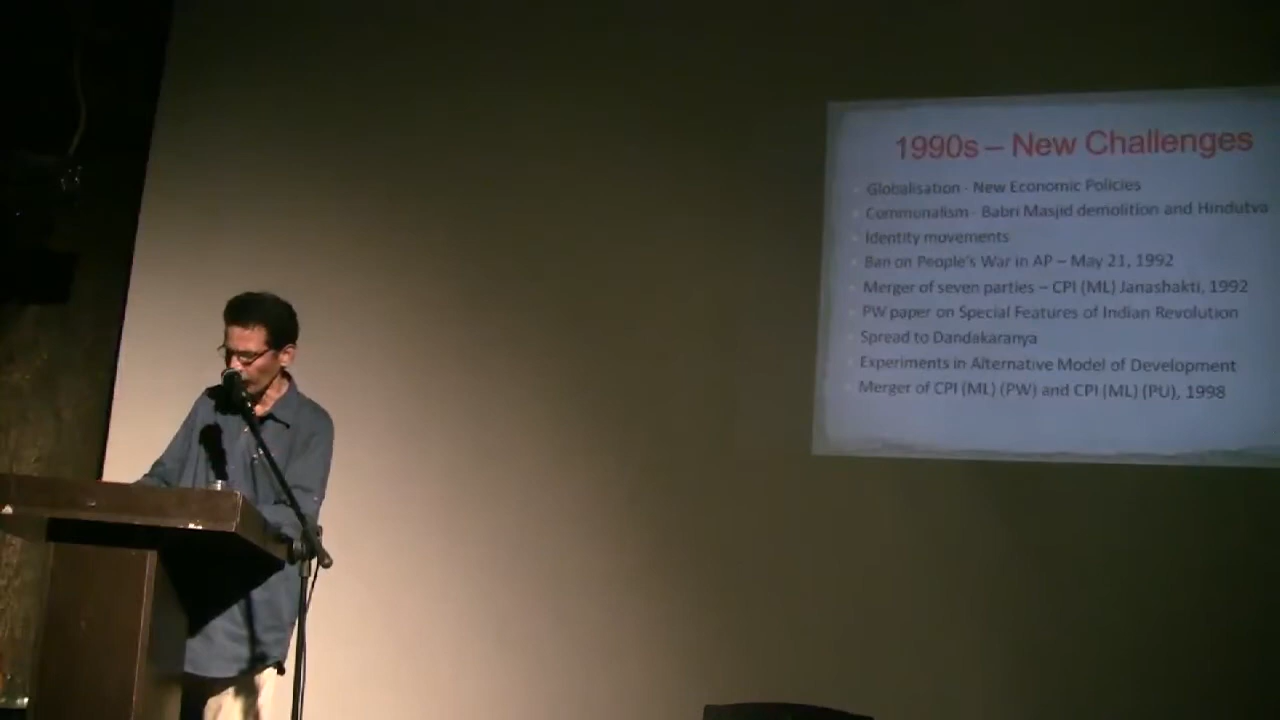 1990s – New Challenges
Globalisation - New Economic Policies
Communalism - Babri Masjid demolition and Hindutva
Identity movements
Ban on People's War in AP – May 21, 1992
Merger of seven parties – CPI (ML) Janashakti, 1992
PW paper on Special Features of Indian Revolution
Spread to Dandakaranya
Experiments in Alternative Model of Development
Merger of CPI (ML) (PW) and CPI (ML) (PU), 1998